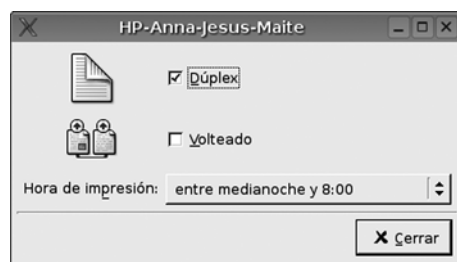 HP-Anna-Jesus-Maite
Dúplex
Volteado
Hora de impresión: entre medianoche y 8:00
Cerrar